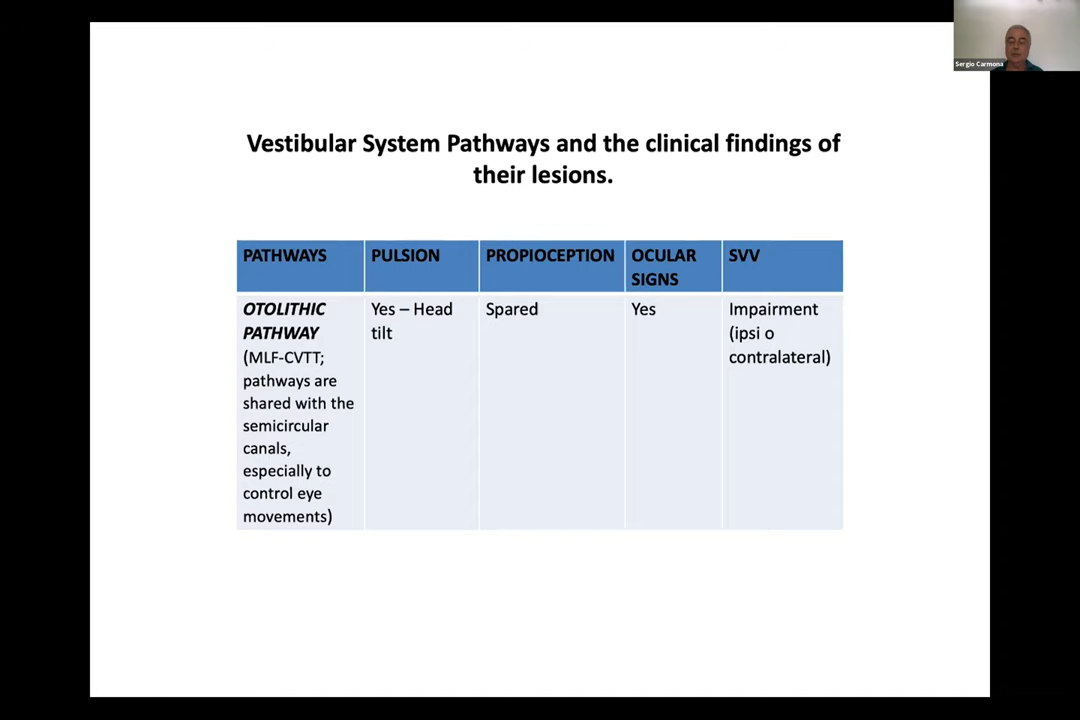 Sergio Carmona
Vestibular System Pathways and the clinical findings of
their lesions.
PATHWAYS
PULSION
PROPIOCEPTION
OCULAR
SIGNS
SVV
OTOLITHIC
PATHWAY
(MLF-CVTT;
pathways are
shared with the
semicircular
canals,
especially to
control eye
movements)
Yes – Head
tilt
Spared
Yes
Impairment
(ipsi o
contralateral)